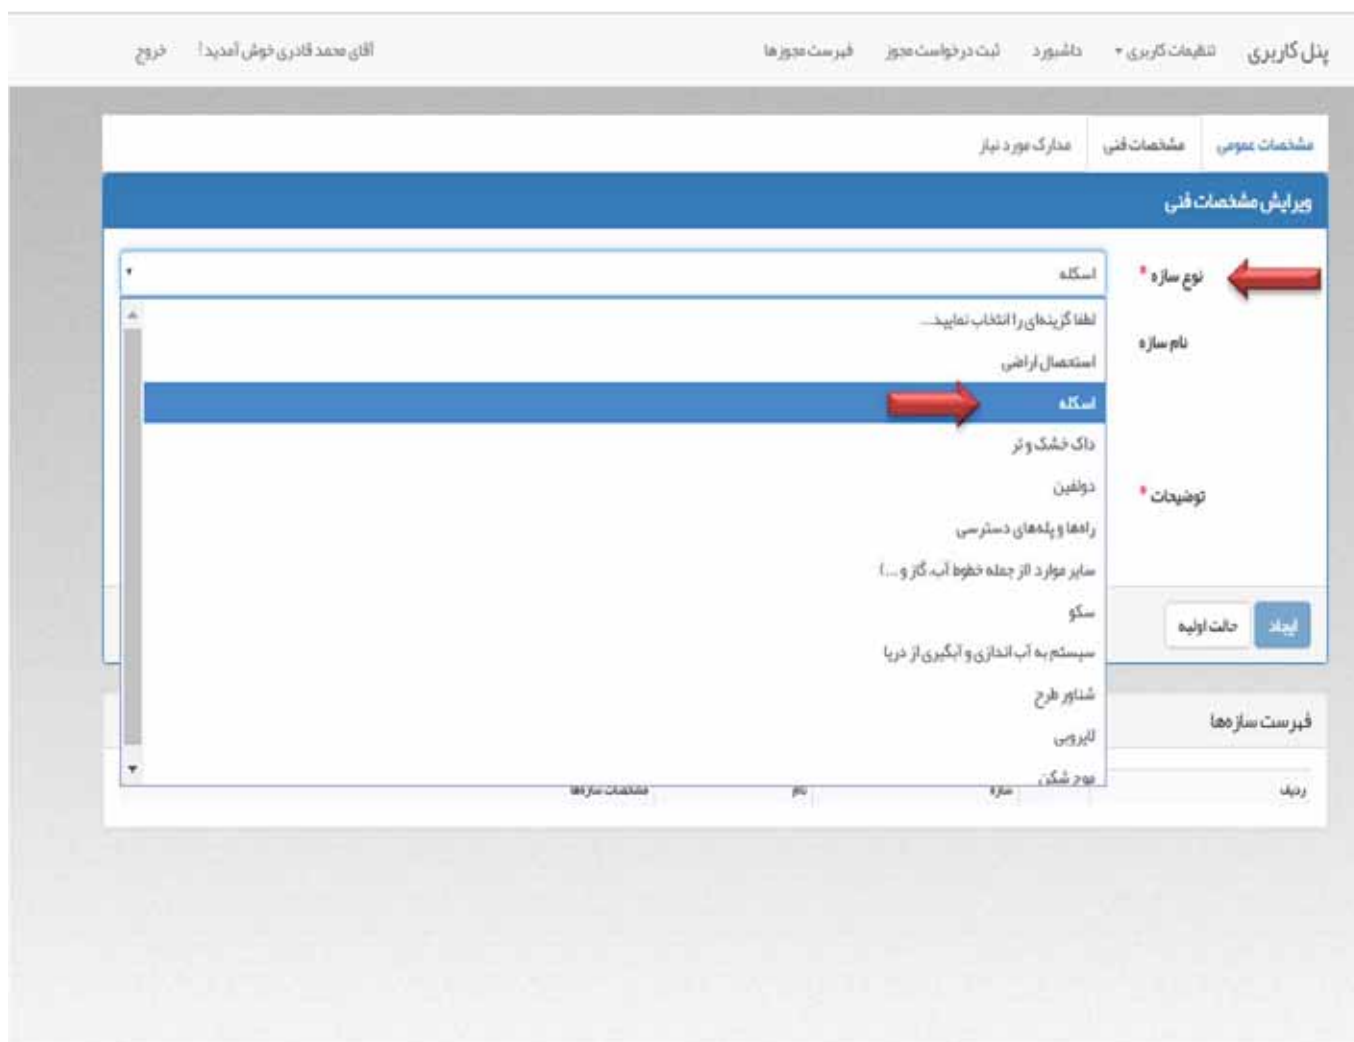 پنل کاربری تنظیمات کاربری داشبورد ثبت درخواست مجوز فهرست مجوزها آقای محمد قادری خوش آمدید! خروج
مشخصات عمومی مشخصات فنی مدارک مورد نیاز
ویرایش مشخصات فنی
نوع سازه * اسکله
لطفا گزینه‌ای را انتخاب نمایید...
نام سازه
استحصال اراضی
اسکله
داک خشک و تر
دولفین
توضیحات *
راهها و پله‌های دسترسی
سایر موارد (از جمله خطوط آب، گاز و ...)
سکو
ایجاد حالت اولیه
سیستم به آب اندازی و آبگیری از دریا
شناور طرح
فهرست سازه‌ها
لایروبی
موج شکن
ردیف سازه نام مشخصات سازه‌ها